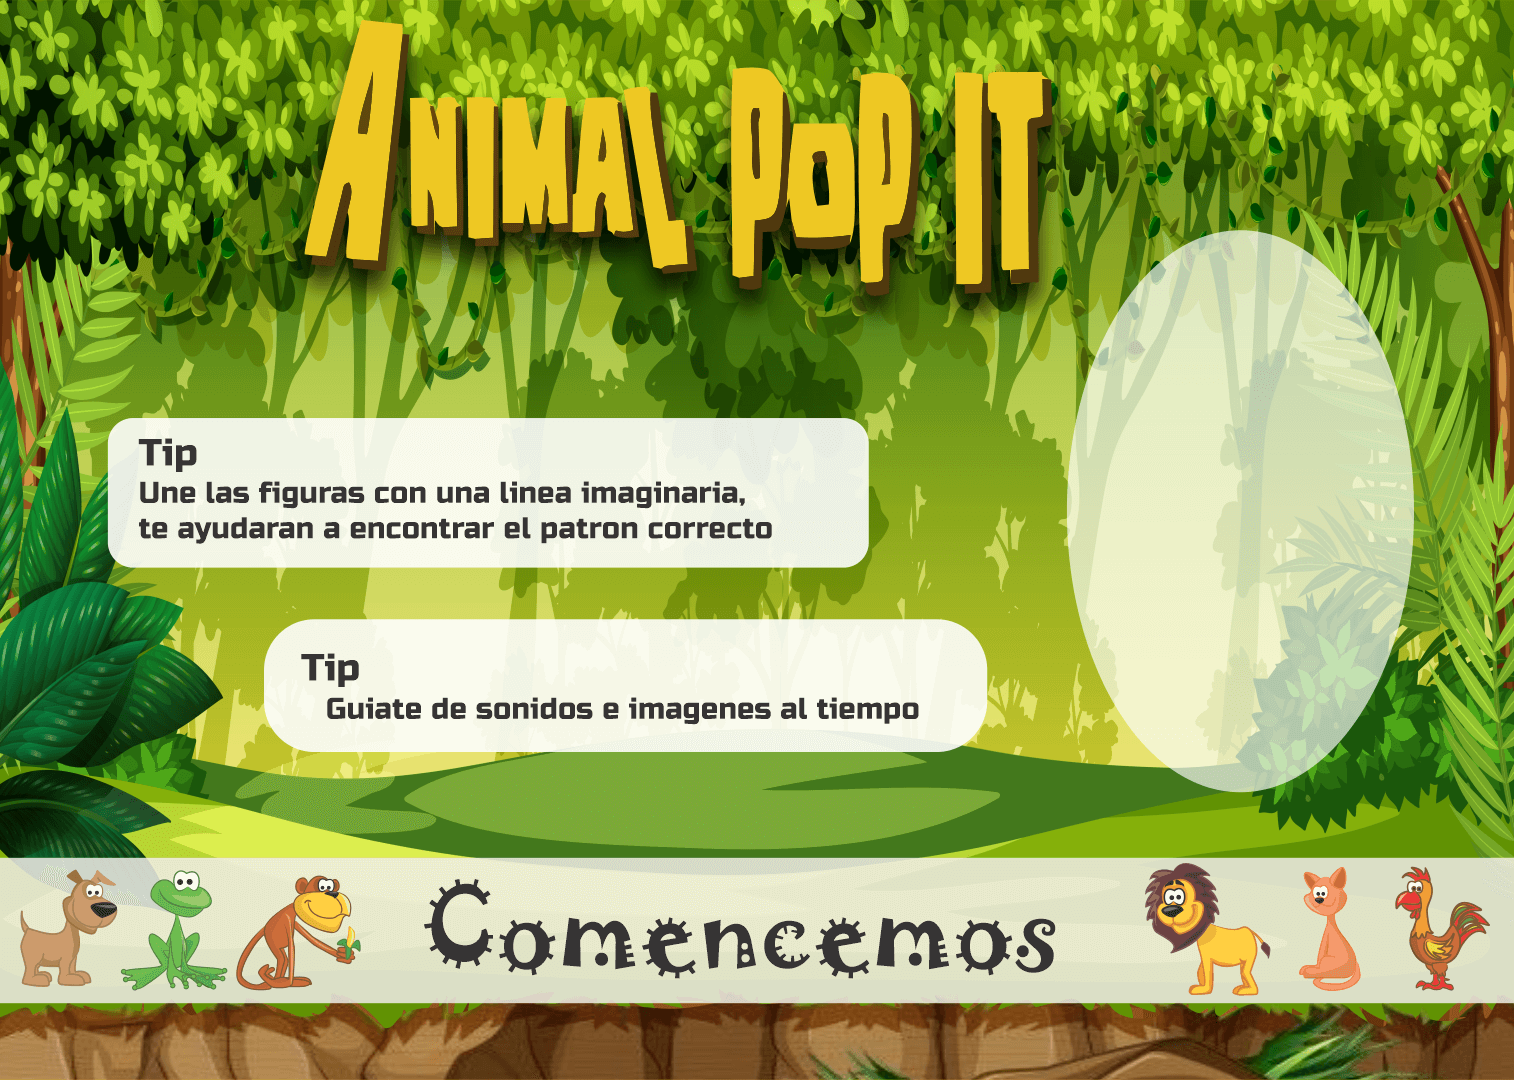 ANIMAL POP IT
Tip
Une las figuras con una linea imaginaria,
te ayudaran a encontrar el patron correcto
Tip
Guiate de sonidos e imagenes al tiempo
Comencemos